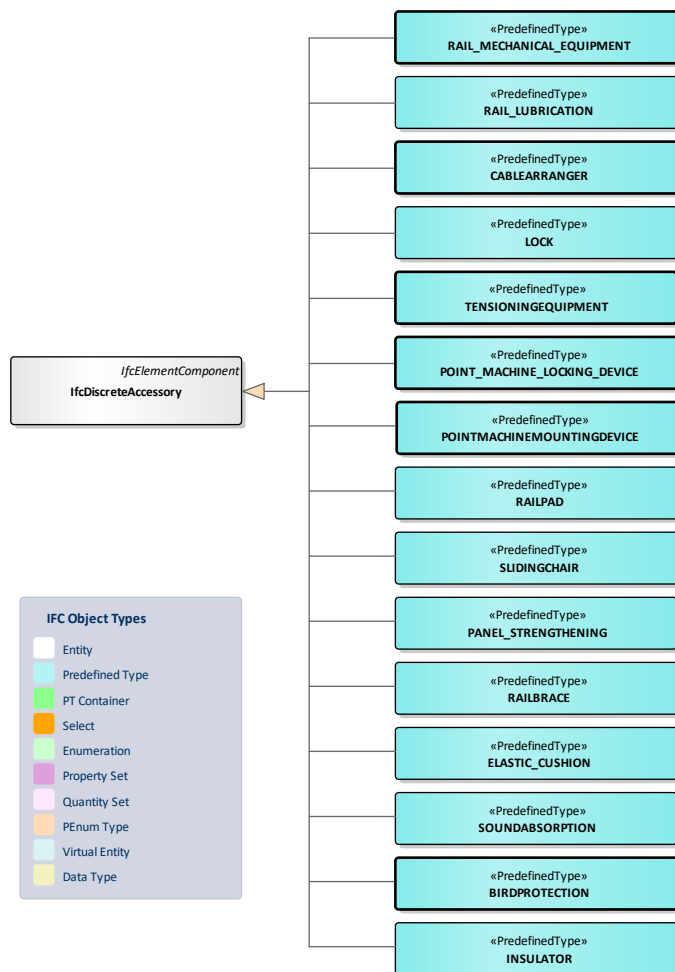 «PredefinedType»
RAIL_MECHANICAL_EQUIPMENT
«PredefinedType»
RAIL_LUBRICATION
«PredefinedType»
CABLEARRANGER
«PredefinedType»
LOCK
«PredefinedType»
TENSIONINGEQUIPMENT
«PredefinedType»
POINT_MACHINE_LOCKING_DEVICE
«PredefinedType»
POINTMACHINEMOUNTINGDEVICE
«PredefinedType»
RAILPAD
«PredefinedType»
SLIDINGCHAIR
«PredefinedType»
PANEL_STRENGTHENING
«PredefinedType»
RAILBRACE
«PredefinedType»
ELASTIC_CUSHION
«PredefinedType»
SOUNDABSORPTION
«PredefinedType»
BIRDPROTECTION
«PredefinedType»
INSULATOR
IfcElementComponent
IfcDiscreteAccessory
IFC Object Types
Entity
Predefined Type
PT Container
Select
Enumeration
Property Set
Quantity Set
PEnum Type
Virtual Entity
Data Type